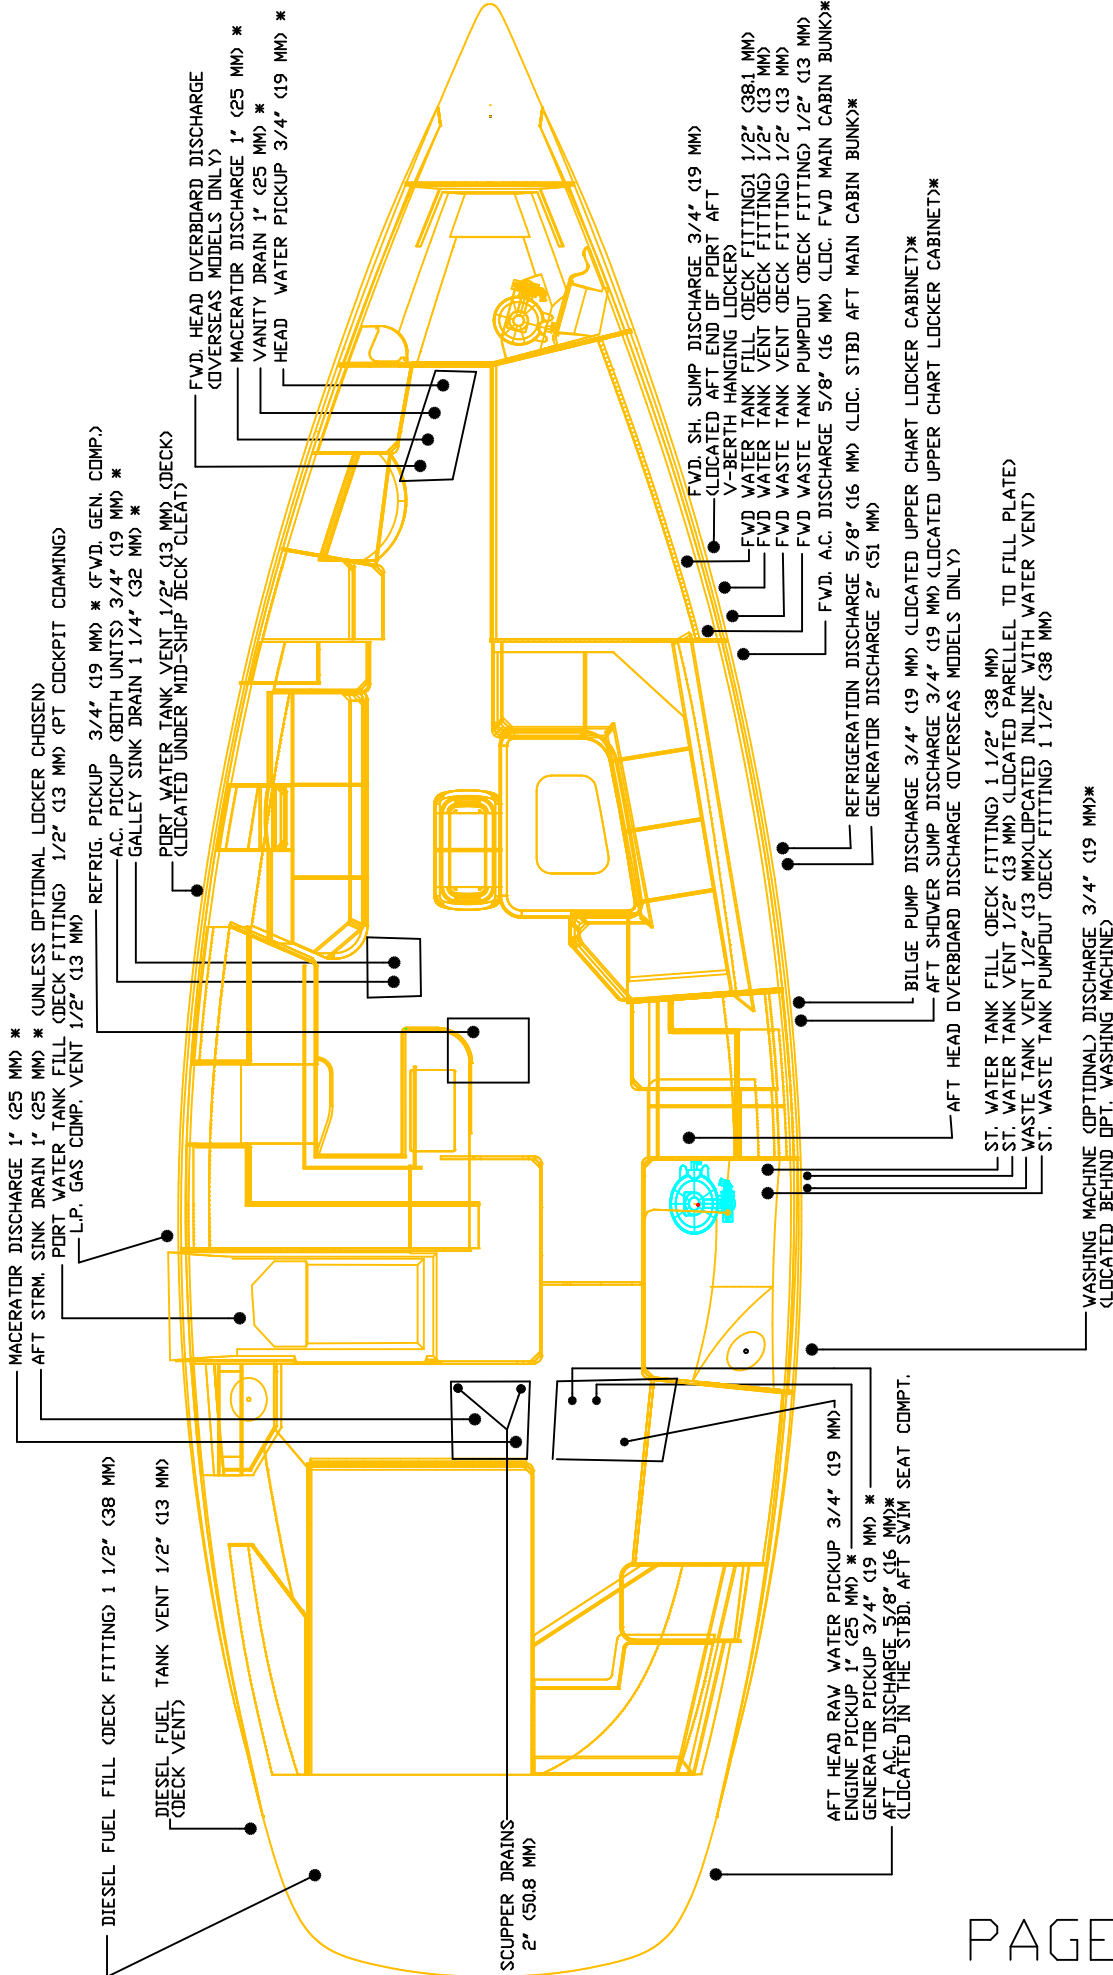 MACERATOR DISCHARGE 1" (25 MM) *
AFT STRM. SINK DRAIN 1" (25 MM) * (UNLESS OPTIONAL LOCKER CHOSEN)
PORT WATER TANK FILL (DECK FITTING) 1/2" (13 MM) (PT COCKPIT COAMING)
L.P. GAS COMP. VENT 1/2" (13 MM)
REFRIG. PICKUP 3/4" (19 MM) * (FWD. GEN. COMP.)
A.C. PICKUP (BOTH UNITS) 3/4" (19 MM) *
GALLEY SINK DRAIN 1 1/4" (32 MM) *
PORT WATER TANK VENT 1/2" (13 MM) (DECK)
(LOCATED UNDER MID-SHIP DECK CLEAT)
FWD. HEAD OVERBOARD DISCHARGE
(OVERSEAS MODELS ONLY)
MACERATOR DISCHARGE 1" (25 MM) *
VANITY DRAIN 1" (25 MM) *
HEAD WATER PICKUP 3/4" (19 MM) *
DIESEL FUEL FILL (DECK FITTING) 1 1/2" (38 MM)
DIESEL FUEL TANK VENT 1/2" (13 MM)
(DECK VENT)
SCUPPER DRAINS
2" (50.8 MM)
FWD. SH. SUMP DISCHARGE 3/4" (19 MM)
(LOCATED AFT END OF PORT AFT
V-BERTH HANGING LOCKER)
FWD WATER TANK FILL (DECK FITTING)1 1/2" (38.1 MM)
FWD WATER TANK VENT (DECK FITTING) 1/2" (13 MM)
FWD WASTE TANK VENT (DECK FITTING) 1/2" (13 MM)
FWD WASTE TANK PUMPOUT (DECK FITTING) 1/2" (13 MM)
FWD. A.C. DISCHARGE 5/8" (16 MM) (LOC. FWD MAIN CABIN BUNK)*
REFRIGERATION DISCHARGE 5/8" (16 MM) (LOC. STBD AFT MAIN CABIN BUNK)*
GENERATOR DISCHARGE 2" (51 MM)
BILGE PUMP DISCHARGE 3/4" (19 MM) (LOCATED UPPER CHART LOCKER CABINET)*
AFT SHOWER SUMP DISCHARGE 3/4" (19 MM) (LOCATED UPPER CHART LOCKER CABINET)*
AFT HEAD OVERBOARD DISCHARGE (OVERSEAS MODELS ONLY)
ST. WATER TANK FILL (DECK FITTING) 1 1/2" (38 MM)
ST. WATER TANK VENT 1/2" (13 MM) (LOCATED PARELLEL TO FILL PLATE)
WASTE TANK VENT 1/2" (13 MM)(LOPCATED INLINE WITH WATER VENT)
ST. WASTE TANK PUMPOUT (DECK FITTING) 1 1/2" (38 MM)
WASHING MACHINE (OPTIONAL) DISCHARGE 3/4" (19 MM)*
(LOCATED BEHIND OPT. WASHING MACHINE)
AFT HEAD RAW WATER PICKUP 3/4" (19 MM)
ENGINE PICKUP 1" (25 MM) *
GENERATOR PICKUP 3/4" (19 MM) *
AFT A.C. DISCHARGE 5/8" (16 MM)*
(LOCATED IN THE STBD. AFT SWIM SEAT COMPT.
PAGE